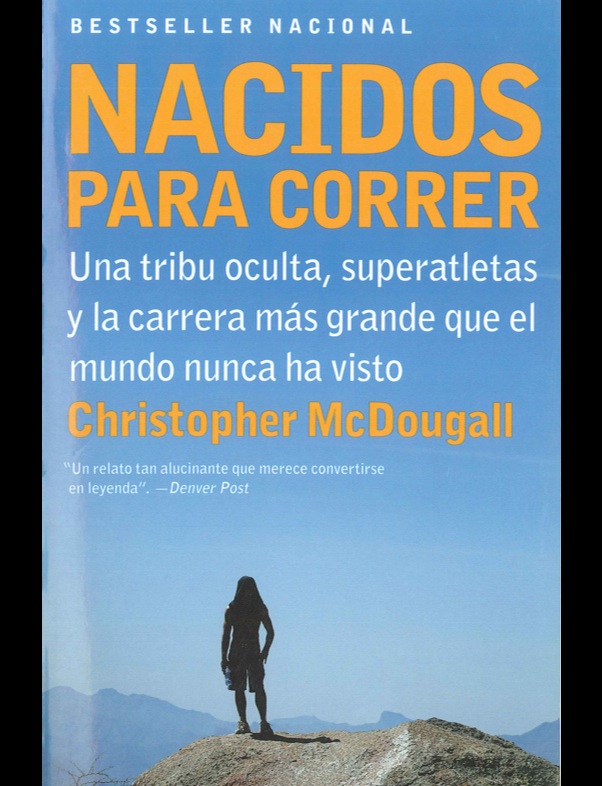 BESTSELLER NACIONAL
NACIDOS
PARA CORRER
Una tribu oculta, superatletas
y la carrera más grande que el
mundo nunca ha visto
Christopher McDougall
“Un relato tan alucinante que merece convertirse
en leyenda”. —Denver Post